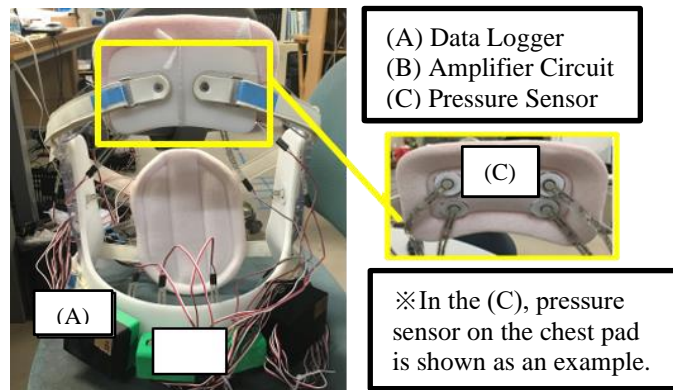 (A) Data Logger
(B) Amplifier Circuit
(C) Pressure Sensor
(C)
(A)
※In the (C), pressure
sensor on the chest pad
is shown as an example.